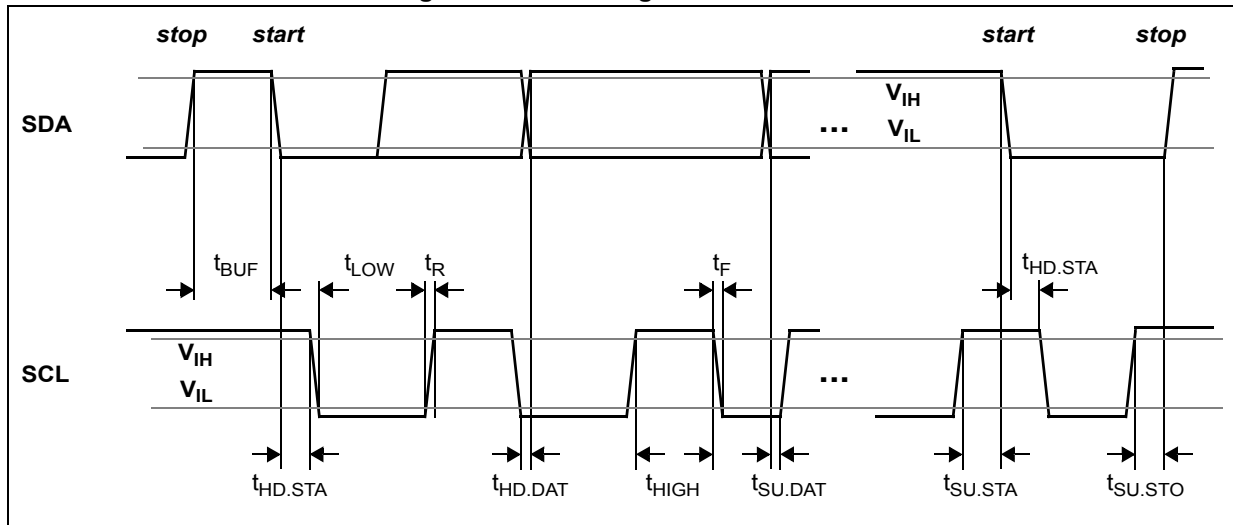 stop start start stop
SDA
V_IH
V_IL
...
t_BUF t_LOW t_R t_F t_HD.STA
SCL
V_IH
V_IL
...
t_HD.STA t_HD.DAT t_HIGH t_SU.DAT t_SU.STA t_SU.STO